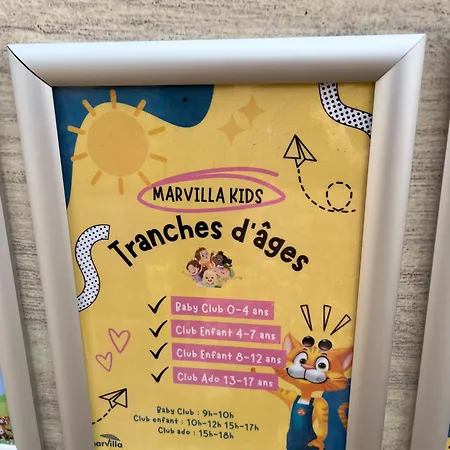 MARVILLA KIDS
Tranches d'âges
Baby Club 0-4 ans
Club Enfant 4-7 ans
Club Enfant 8-12 ans
Club Ado 13-17 ans
Baby Club : 9h-10h
Club enfant : 10h-12h 15h-17h
Club ado : 15h-18h
marvilla